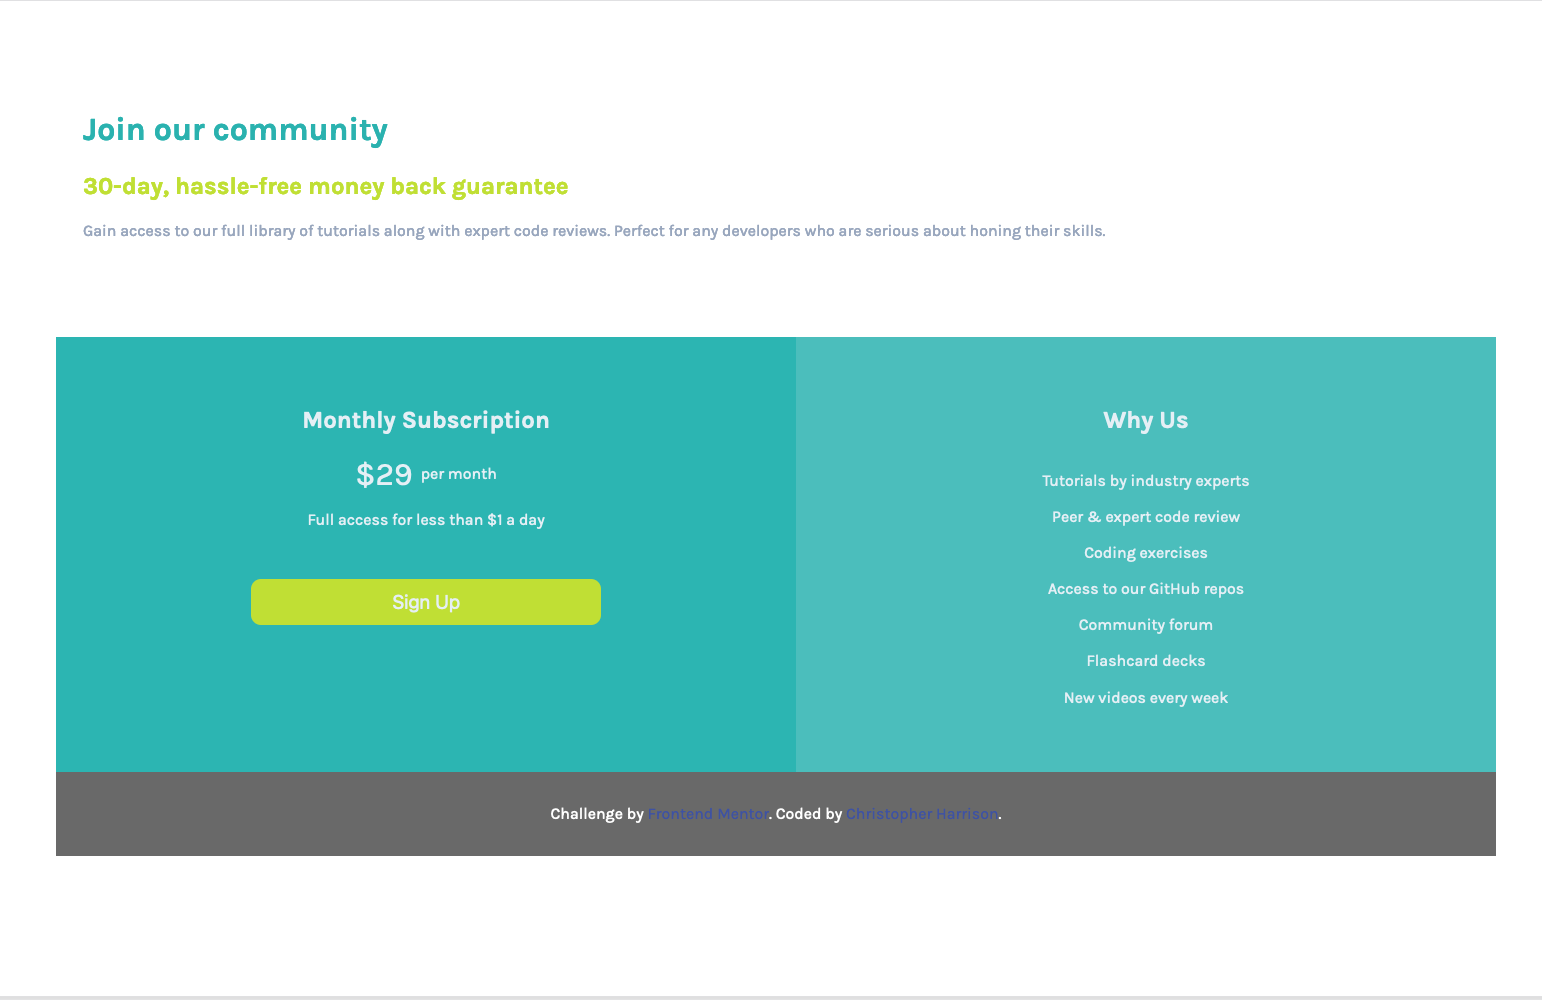 Join our community
30-day, hassle-free money back guarantee
Gain access to our full library of tutorials along with expert code reviews. Perfect for any developers who are serious about honing their skills.
Monthly Subscription
$29 per month
Full access for less than $1 a day
Sign Up
Why Us
Tutorials by industry experts
Peer & expert code review
Coding exercises
Access to our GitHub repos
Community forum
Flashcard decks
New videos every week
Challenge by Frontend Mentor. Coded by Christopher Harrison.